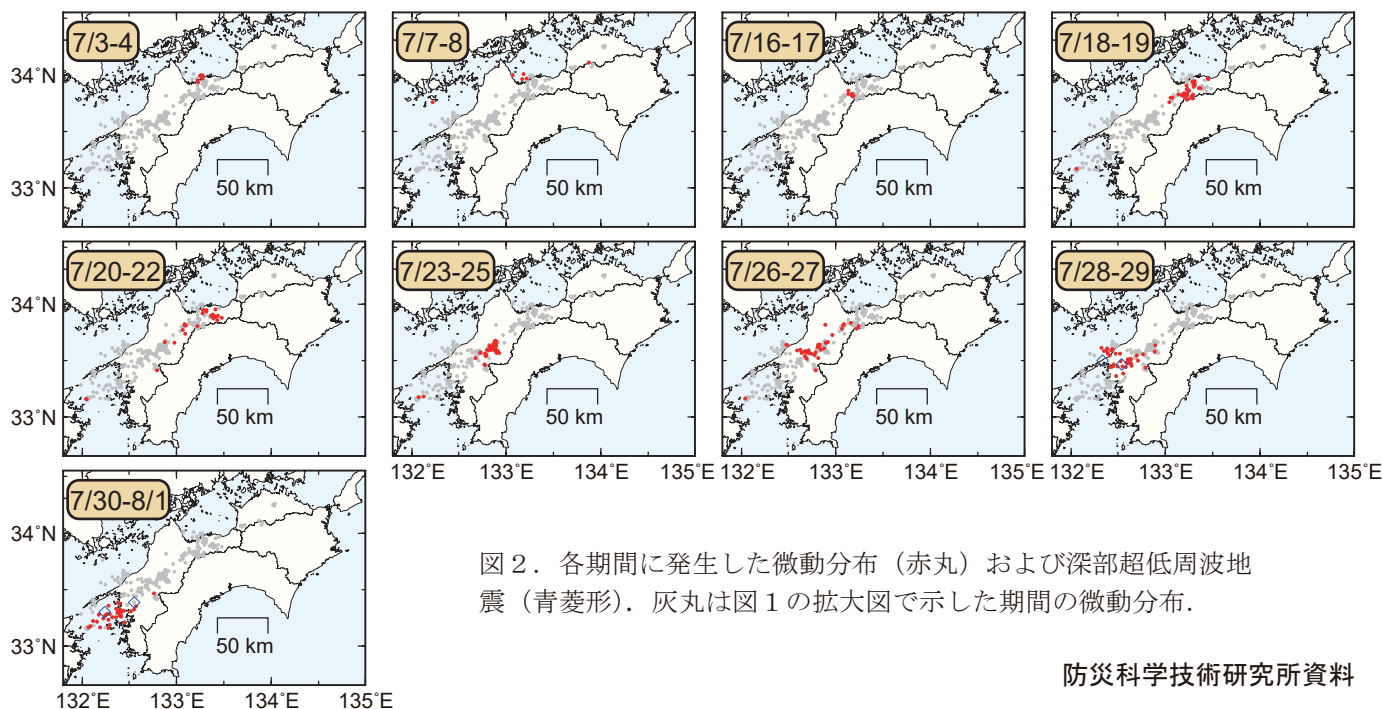 7/3-4
7/7-8
7/16-17
7/18-19
34°N
33°N
50 km
50 km
50 km
50 km
7/20-22
7/23-25
7/26-27
7/28-29
34°N
33°N
50 km
50 km
50 km
50 km
132°E 133°E 134°E 135°E
132°E 133°E 134°E 135°E
132°E 133°E 134°E 135°E
7/30-8/1
34°N
33°N
50 km
132°E 133°E 134°E 135°E
図２．各期間に発生した微動分布（赤丸）および深部超低周波地
震（青菱形）．灰丸は図１の拡大図で示した期間の微動分布．
防災科学技術研究所資料